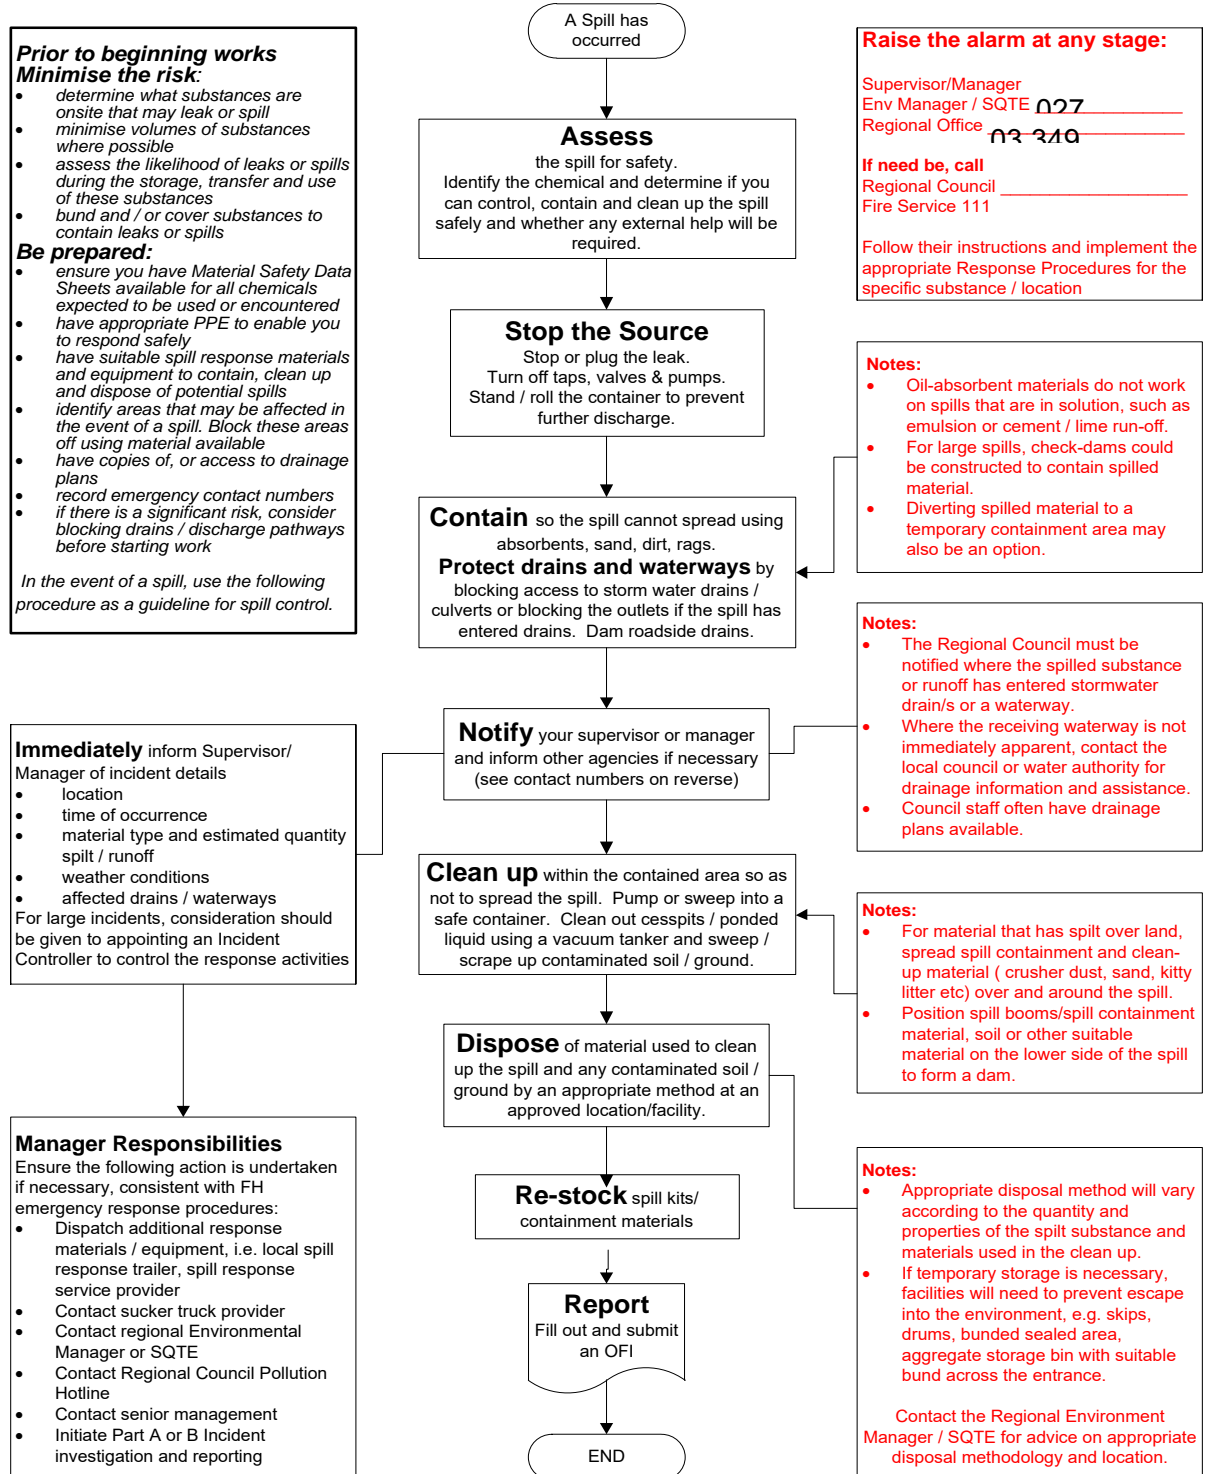 A Spill has
occurred
Prior to beginning works
Minimise the risk:
• determine what substances are
onsite that may leak or spill
• minimise volumes of substances
where possible
• assess the likelihood of leaks or spills
during the storage, transfer and use
of these substances
• bund and / or cover substances to
contain leaks or spills
Be prepared:
• ensure you have Material Safety Data
Sheets available for all chemicals
expected to be used or encountered
• have appropriate PPE to enable you
to respond safely
• have suitable spill response materials
and equipment to contain, clean up
and dispose of potential spills
• identify areas that may be affected in
the event of a spill. Block these areas
off using material available
• have copies of, or access to drainage
plans
• record emergency contact numbers
• if there is a significant risk, consider
blocking drains / discharge pathways
before starting work
In the event of a spill, use the following
procedure as a guideline for spill control.
Assess
the spill for safety.
Identify the chemical and determine if you
can control, contain and clean up the spill
safely and whether any external help will be
required.
Raise the alarm at any stage:
Supervisor/Manager
Env Manager / SQTE 027
Regional Office 03 349
If need be, call
Regional Council ___________________
Fire Service 111
Follow their instructions and implement the
appropriate Response Procedures for the
specific substance / location
Stop the Source
Stop or plug the leak.
Turn off taps, valves & pumps.
Stand / roll the container to prevent
further discharge.
Notes:
• Oil-absorbent materials do not work
on spills that are in solution, such as
emulsion or cement / lime run-off.
• For large spills, check-dams could
be constructed to contain spilled
material.
• Diverting spilled material to a
temporary containment area may
also be an option.
Contain so the spill cannot spread using
absorbents, sand, dirt, rags.
Protect drains and waterways by
blocking access to storm water drains /
culverts or blocking the outlets if the spill has
entered drains. Dam roadside drains.
Notes:
• The Regional Council must be
notified where the spilled substance
or runoff has entered stormwater
drain/s or a waterway.
• Where the receiving waterway is not
immediately apparent, contact the
local council or water authority for
drainage information and assistance.
• Council staff often have drainage
plans available.
Notify your supervisor or manager
and inform other agencies if necessary
(see contact numbers on reverse)
Immediately inform Supervisor/
Manager of incident details
• location
• time of occurrence
• material type and estimated quantity
spilt / runoff
• weather conditions
• affected drains / waterways
For large incidents, consideration should
be given to appointing an Incident
Controller to control the response activities
Clean up within the contained area so as
not to spread the spill. Pump or sweep into a
safe container. Clean out cesspits / ponded
liquid using a vacuum tanker and sweep /
scrape up contaminated soil / ground.
Notes:
• For material that has spilt over land,
spread spill containment and clean-
up material ( crusher dust, sand, kitty
litter etc) over and around the spill.
• Position spill booms/spill containment
material, soil or other suitable
material on the lower side of the spill
to form a dam.
Dispose of material used to clean
up the spill and any contaminated soil /
ground by an appropriate method at an
approved location/facility.
Manager Responsibilities
Ensure the following action is undertaken
if necessary, consistent with FH
emergency response procedures:
• Dispatch additional response
materials / equipment, i.e. local spill
response trailer, spill response
service provider
• Contact sucker truck provider
• Contact regional Environmental
Manager or SQTE
• Contact Regional Council Pollution
Hotline
• Contact senior management
• Initiate Part A or B Incident
investigation and reporting
Re-stock spill kits/
containment materials
Notes:
• Appropriate disposal method will vary
according to the quantity and
properties of the spilt substance and
materials used in the clean up.
• If temporary storage is necessary,
facilities will need to prevent escape
into the environment, e.g. skips,
drums, bunded sealed area,
aggregate storage bin with suitable
bund across the entrance.
Contact the Regional Environment
Manager / SQTE for advice on appropriate
disposal methodology and location.
Report
Fill out and submit
an OFI
END